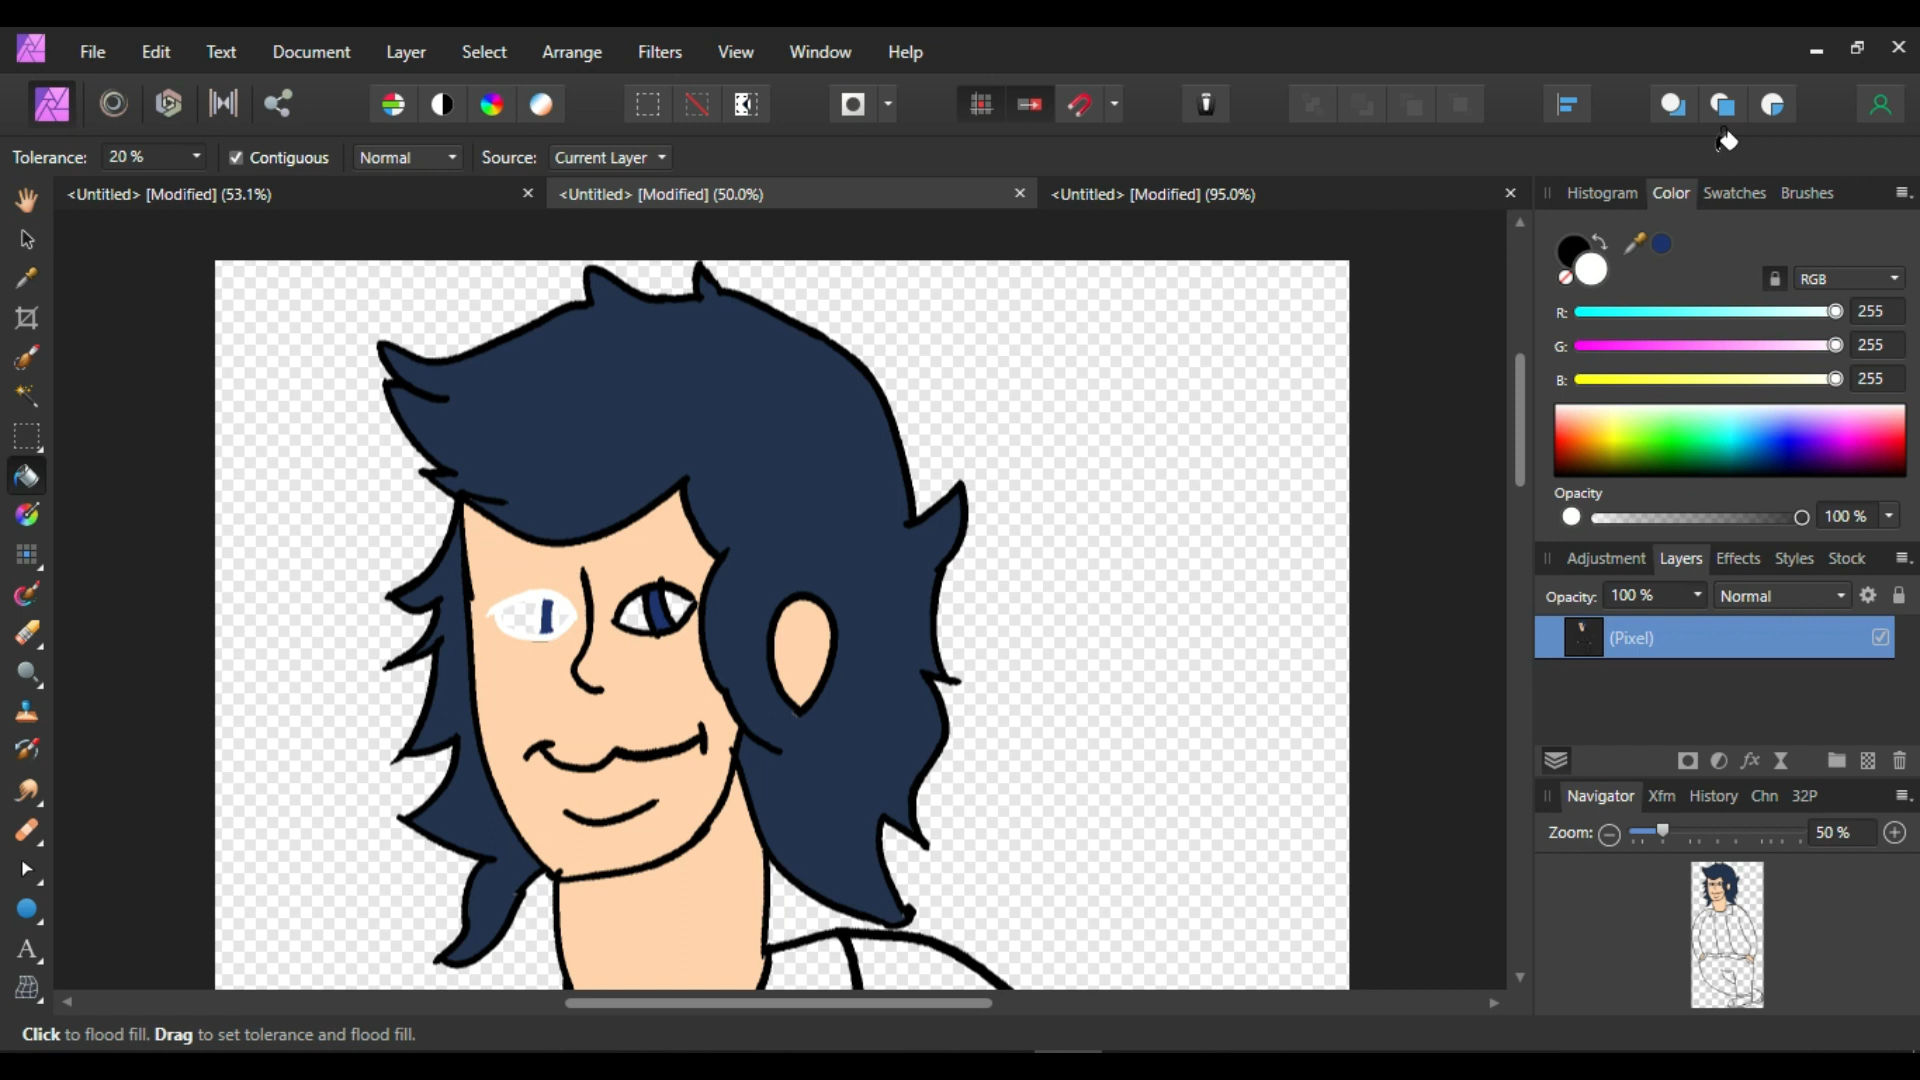 File Edit Text Document Layer Select Arrange Filters View Window Help
Tolerance: 20 % Contiguous Normal Source: Current Layer
<Untitled> [Modified] (53.1%) <Untitled> [Modified] (50.0%) <Untitled> [Modified] (95.0%)
Histogram Color Swatches Brushes
RGB
R: 255
G: 255
B: 255
Opacity
100 %
Adjustment Layers Effects Styles Stock
Opacity: 100 % Normal
(Pixel)
fx
Navigator Xfm History Chn 32P
Zoom: 50 %
A
Click to flood fill. Drag to set tolerance and flood fill.